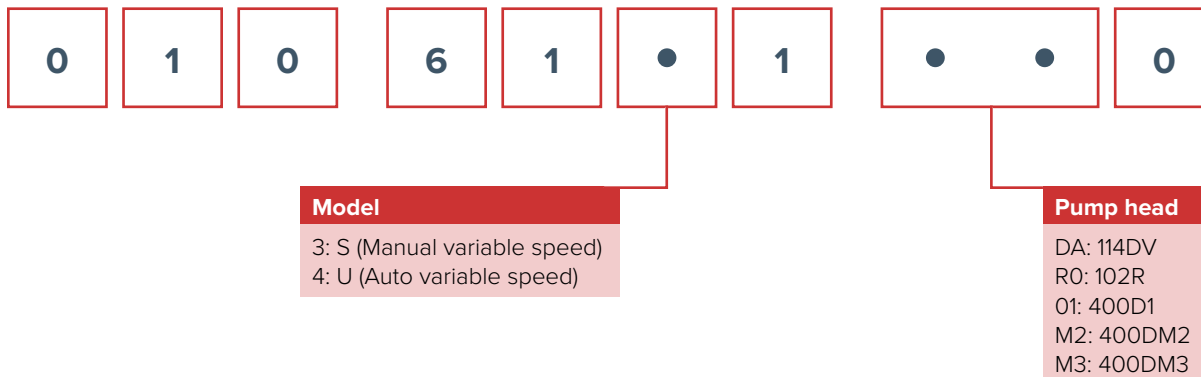 0 1 0 6 1 • 1 • • 0
Model
3: S (Manual variable speed)
4: U (Auto variable speed)
Pump head
DA: 114DV
R0: 102R
01: 400D1
M2: 400DM2
M3: 400DM3